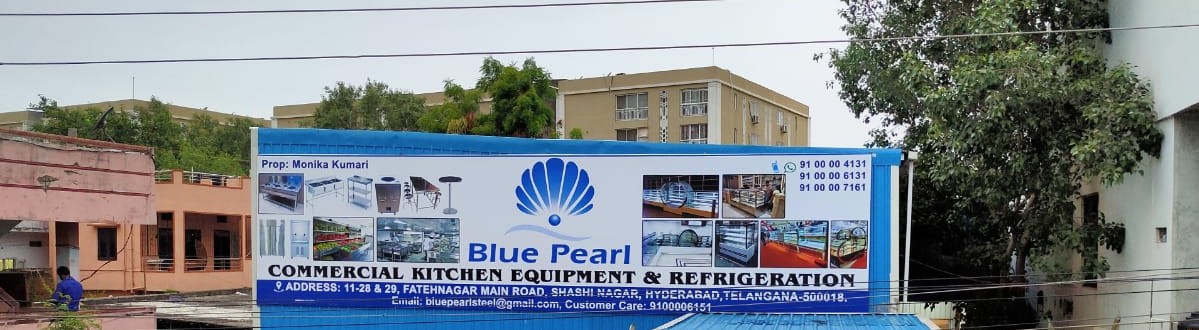 Prop: Monika Kumari
91 00 00 4131
91 00 00 6131
91 00 00 7161
Blue Pearl
COMMERCIAL KITCHEN EQUIPMENT & REFRIGERATION
ADDRESS: 11-28 & 29, FATEHNAGAR MAIN ROAD, SHASHI NAGAR, HYDERABAD,TELANGANA-500018.
Email: bluepearlsteel@gmail.com, Customer Care: 9100006151